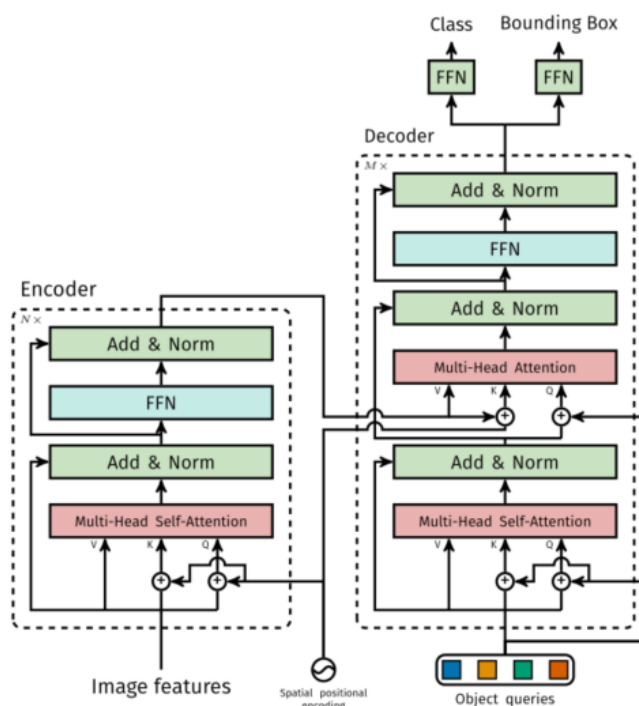 Class
Bounding Box
FFN
FFN
Decoder
M×
Add & Norm
FFN
Add & Norm
Multi-Head Attention
V
K
Q
Add & Norm
Multi-Head Self-Attention
V
K
Q
Object queries
Encoder
N×
Add & Norm
FFN
Add & Norm
Multi-Head Self-Attention
V
K
Q
Image features
Spatial positional
encoding